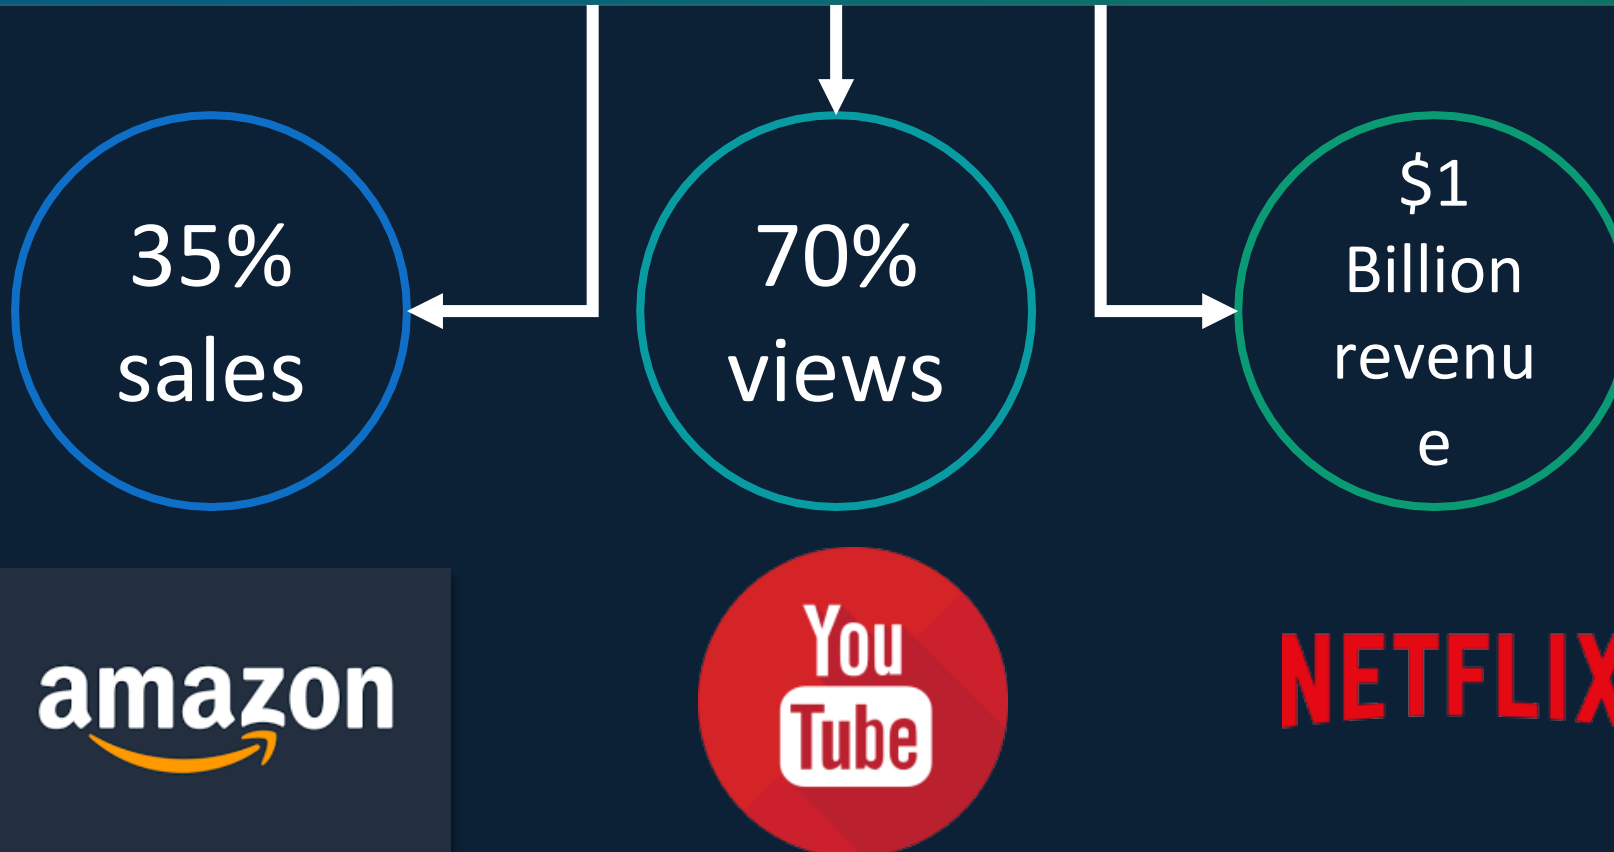 35%
sales
70%
views
$1
Billion
revenu
e
amazon
You
Tube
NETFLIX